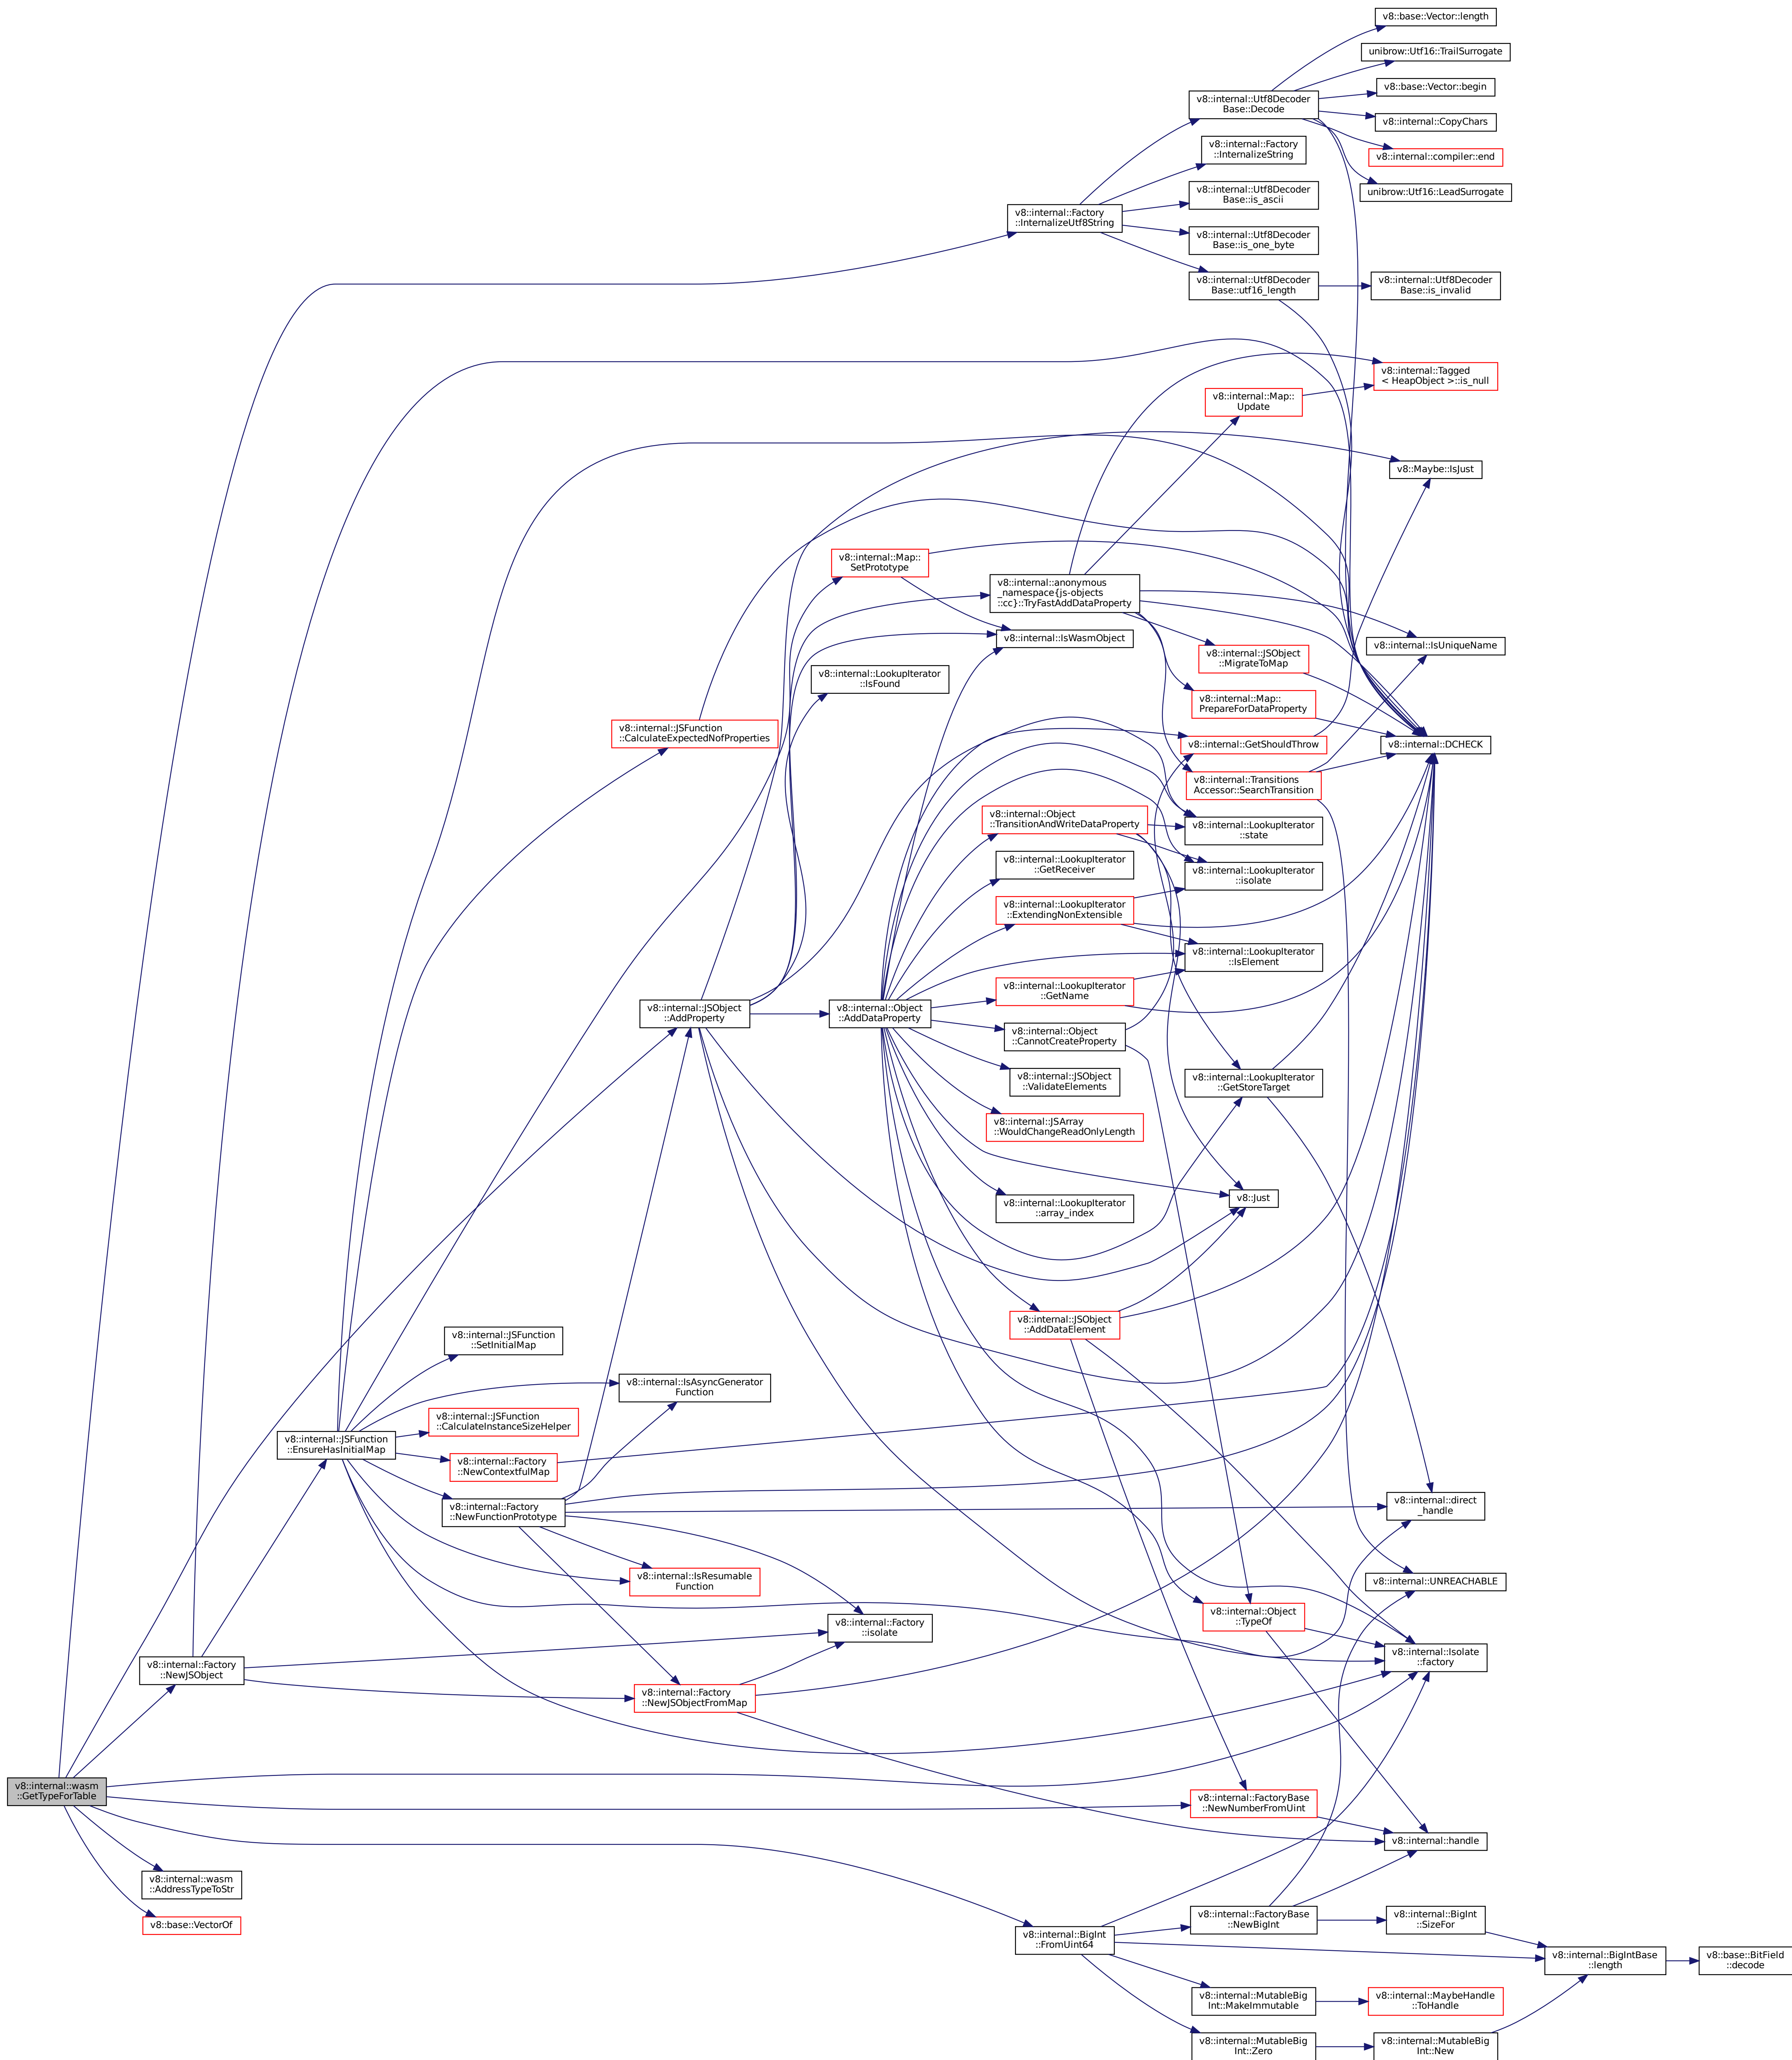 v8::base::Vector::length
unibrow::Utf16::TrailSurrogate
v8::base::Vector::begin
v8::internal::Utf8Decoder
Base::Decode
v8::internal::CopyChars
v8::internal::Factory
::InternalizeString
v8::internal::compiler::end
v8::internal::Utf8Decoder
Base::is_ascii
unibrow::Utf16::LeadSurrogate
v8::internal::Factory
::InternalizeUtf8String
v8::internal::Utf8Decoder
Base::is_one_byte
v8::internal::Utf8Decoder
Base::utf16_length
v8::internal::Utf8Decoder
Base::is_invalid
v8::internal::Tagged
< HeapObject >::is_null
v8::internal::Map::
Update
v8::Maybe::IsJust
v8::internal::Map::
SetPrototype
v8::internal::anonymous
_namespace{js-objects
::cc}::TryFastAddDataProperty
v8::internal::IsWasmObject
v8::internal::IsUniqueName
v8::internal::JSObject
::MigrateToMap
v8::internal::LookupIterator
::IsFound
v8::internal::Map::
PrepareForDataProperty
v8::internal::JSFunction
::CalculateExpectedNofProperties
v8::internal::GetShouldThrow
v8::internal::DCHECK
v8::internal::Transitions
Accessor::SearchTransition
v8::internal::Object
::TransitionAndWriteDataProperty
v8::internal::LookupIterator
::state
v8::internal::LookupIterator
::GetReceiver
v8::internal::LookupIterator
::isolate
v8::internal::LookupIterator
::ExtendingNonExtensible
v8::internal::LookupIterator
::IsElement
v8::internal::LookupIterator
::GetName
v8::internal::JSObject
::AddProperty
v8::internal::Object
::AddDataProperty
v8::internal::Object
::CannotCreateProperty
v8::internal::JSObject
::ValidateElements
v8::internal::LookupIterator
::GetStoreTarget
v8::internal::JSArray
::WouldChangeReadOnlyLength
v8::Just
v8::internal::LookupIterator
::array_index
v8::internal::JSObject
::AddDataElement
v8::internal::JSFunction
::SetInitialMap
v8::internal::IsAsyncGenerator
Function
v8::internal::JSFunction
::CalculateInstanceSizeHelper
v8::internal::JSFunction
::EnsureHasInitialMap
v8::internal::Factory
::NewContextfulMap
v8::internal::Factory
::NewFunctionPrototype
v8::internal::direct
_handle
v8::internal::IsResumable
Function
v8::internal::UNREACHABLE
v8::internal::Object
::TypeOf
v8::internal::Factory
::isolate
v8::internal::Factory
::NewJSObject
v8::internal::Isolate
::factory
v8::internal::Factory
::NewJSObjectFromMap
v8::internal::wasm
::GetTypeForTable
v8::internal::FactoryBase
::NewNumberFromUint
v8::internal::handle
v8::internal::wasm
::AddressTypeToStr
v8::base::VectorOf
v8::internal::BigInt
::FromUint64
v8::internal::FactoryBase
::NewBigInt
v8::internal::BigInt
::SizeFor
v8::internal::BigIntBase
::length
v8::base::BitField
::decode
v8::internal::MutableBig
Int::MakeImmutable
v8::internal::MaybeHandle
::ToHandle
v8::internal::MutableBig
Int::Zero
v8::internal::MutableBig
Int::New